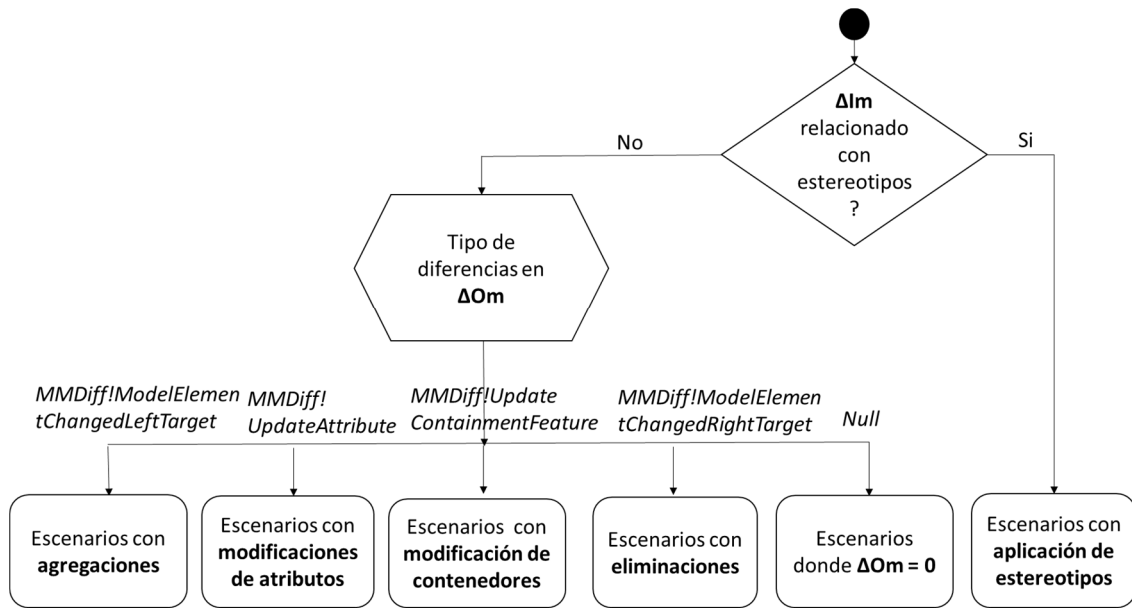 ΔIm
relacionado
con
estereotipos
?
No
Si
Tipo de
diferencias en
ΔOm
MMDiff!ModelElemen
tChangedLeftTarget
MMDiff!
UpdateAttribute
MMDiff!Update
ContainmentFeature
MMDiff!ModelElemen
tChangedRightTarget
Null
Escenarios con
agregaciones
Escenarios con
modificaciones
de atributos
Escenarios con
modificación de
contenedores
Escenarios con
eliminaciones
Escenarios
donde ΔOm = 0
Escenarios con
aplicación de
estereotipos